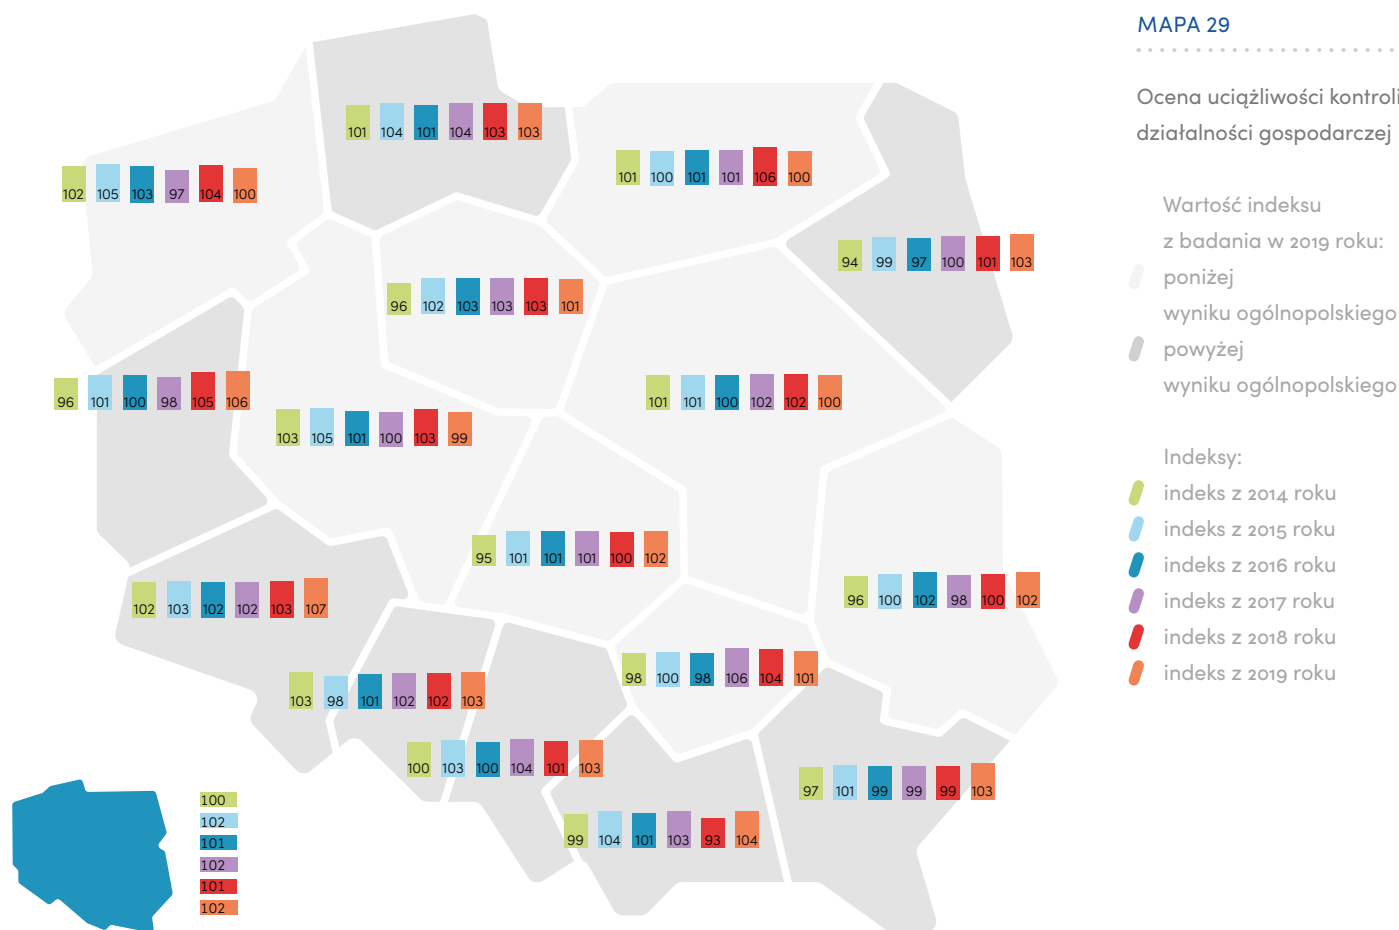 MAPA 29
Ocena uciążliwości kontroli
działalności gospodarczej
Wartość indeksu
z badania w 2019 roku:
poniżej
wyniku ogólnopolskiego
powyżej
wyniku ogólnopolskiego
Indeksy:
indeks z 2014 roku
indeks z 2015 roku
indeks z 2016 roku
indeks z 2017 roku
indeks z 2018 roku
indeks z 2019 roku
101 104 101 104 103 103
102 105 103 97 104 100
101 100 101 101 106 100
94 99 97 100 101 103
96 102 103 103 103 101
96 101 100 98 105 106
103 105 101 100 103 99
101 101 100 102 102 100
95 101 101 101 100 102
102 103 102 102 103 107
96 100 102 98 100 102
98 100 98 106 104 101
103 98 101 102 102 103
100 103 100 104 101 103
97 101 99 99 99 103
99 104 101 103 93 104
100
102
101
102
101
102